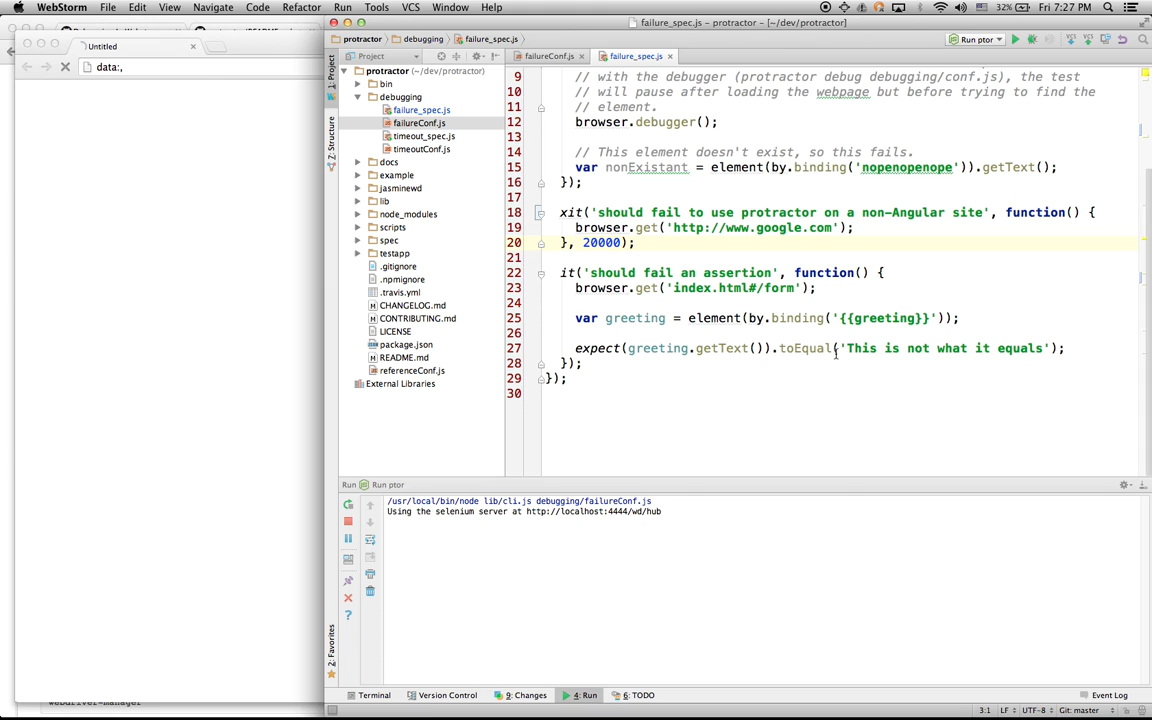 WebStorm File Edit View Navigate Code Refactor Run Tools VCS Window Help 32% Fri 7:27 PM
failure_spec.js - protractor - [~/dev/protractor]
Untitled
data:,
protractor debugging failure_spec.js Run ptor
Project failureConf.js failure_spec.js
1: Project
Z: Structure
2: Favorites
protractor (~/dev/protractor)
bin
debugging
failure_spec.js
failureConf.js
timeout_spec.js
timeoutConf.js
docs
example
jasminewd
lib
node_modules
scripts
spec
testapp
.gitignore
.npmignore
.travis.yml
CHANGELOG.md
CONTRIBUTING.md
LICENSE
package.json
README.md
referenceConf.js
External Libraries
9 // with the debugger (protractor debug debugging/conf.js), the test
10 // will pause after loading the webpage but before trying to find the
11 // element.
12 browser.debugger();
13
14 // This element doesn't exist, so this fails.
15 var nonExistant = element(by.binding('nopenopenope')).getText();
16 });
17
18 xit('should fail to use protractor on a non-Angular site', function() {
19 browser.get('http://www.google.com');
20 }, 20000);
21
22 it('should fail an assertion', function() {
23 browser.get('index.html#/form');
24
25 var greeting = element(by.binding('{{greeting}}'));
26
27 expect(greeting.getText()).toEqual('This is not what it equals');
28 });
29 });
30
Run Run ptor
/usr/local/bin/node lib/cli.js debugging/failureConf.js
Using the selenium server at http://localhost:4444/wd/hub
webdriver-manager
Terminal Version Control 9: Changes 4: Run 6: TODO Event Log
3:1 LF UTF-8 Git: master